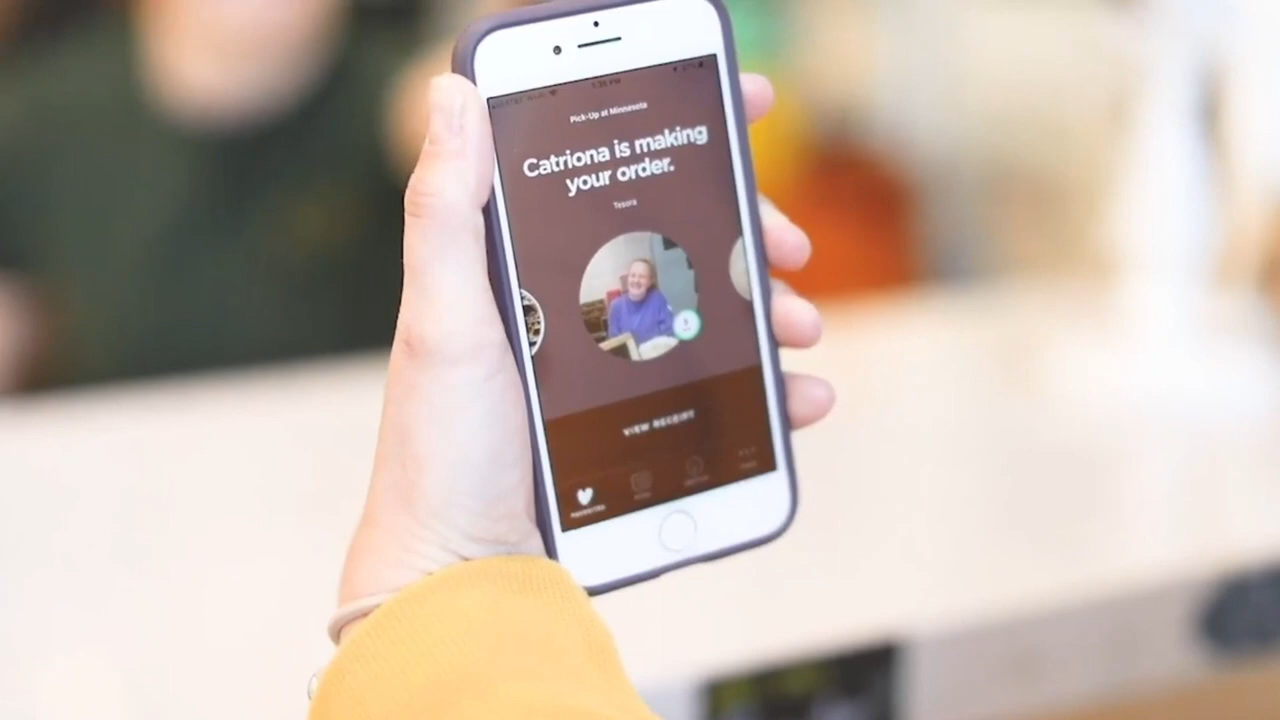 Pick-Up at Minnesota
Catriona is making
your order.
Tesora
VIEW RECEIPT